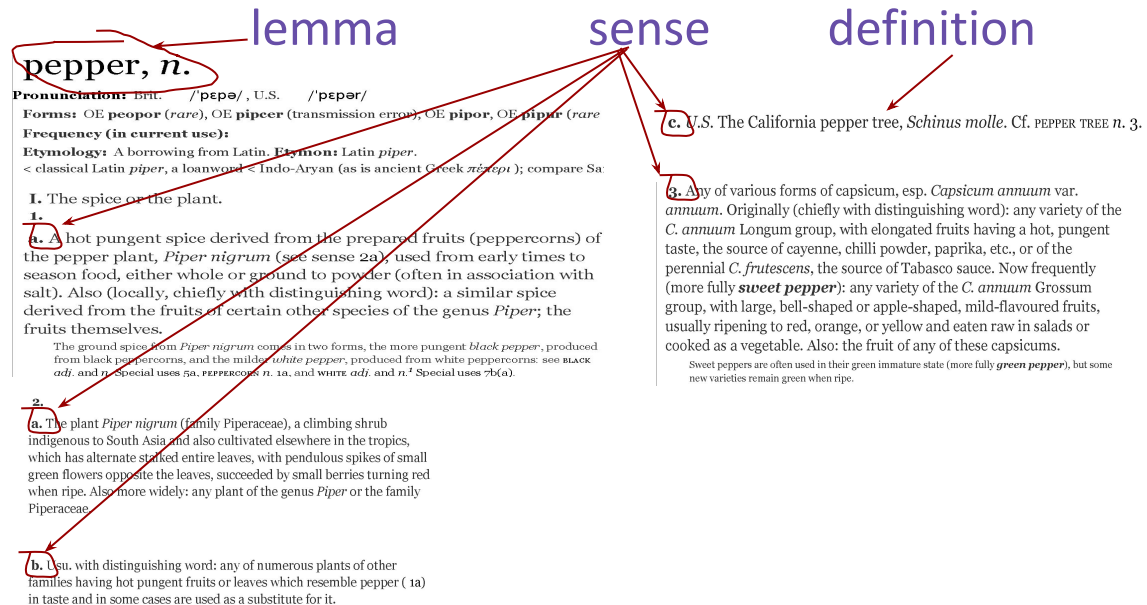 lemma
sense
definition
pepper, n.
Pronunciation: Brit. /ˈpɛpə/ , U.S. /ˈpɛpər/
Forms: OE peopor (rare), OE pipcer (transmission error), OE pipor, OE pipur (rare
Frequency (in current use):
Etymology: A borrowing from Latin. Etymon: Latin piper.
< classical Latin piper, a loanword < Indo-Aryan (as is ancient Greek πέπερι ); compare Sa
I. The spice or the plant.
1.
a. A hot pungent spice derived from the prepared fruits (peppercorns) of
the pepper plant, Piper nigrum (see sense 2a), used from early times to
season food, either whole or ground to powder (often in association with
salt). Also (locally, chiefly with distinguishing word): a similar spice
derived from the fruits of certain other species of the genus Piper; the
fruits themselves.
The ground spice from Piper nigrum comes in two forms, the more pungent black pepper, produced
from black peppercorns, and the milder white pepper, produced from white peppercorns: see BLACK
adj. and n. Special uses 5a, PEPPERCORN n. 1a, and WHITE adj. and n.¹ Special uses 7b(a).
2.
a. The plant Piper nigrum (family Piperaceae), a climbing shrub
indigenous to South Asia and also cultivated elsewhere in the tropics,
which has alternate stalked entire leaves, with pendulous spikes of small
green flowers opposite the leaves, succeeded by small berries turning red
when ripe. Also more widely: any plant of the genus Piper or the family
Piperaceae.
b. Usu. with distinguishing word: any of numerous plants of other
families having hot pungent fruits or leaves which resemble pepper ( 1a)
in taste and in some cases are used as a substitute for it.
c. U.S. The California pepper tree, Schinus molle. Cf. PEPPER TREE n. 3.
3. Any of various forms of capsicum, esp. Capsicum annuum var.
annuum. Originally (chiefly with distinguishing word): any variety of the
C. annuum Longum group, with elongated fruits having a hot, pungent
taste, the source of cayenne, chilli powder, paprika, etc., or of the
perennial C. frutescens, the source of Tabasco sauce. Now frequently
(more fully sweet pepper): any variety of the C. annuum Grossum
group, with large, bell-shaped or apple-shaped, mild-flavoured fruits,
usually ripening to red, orange, or yellow and eaten raw in salads or
cooked as a vegetable. Also: the fruit of any of these capsicums.
Sweet peppers are often used in their green immature state (more fully green pepper), but some
new varieties remain green when ripe.